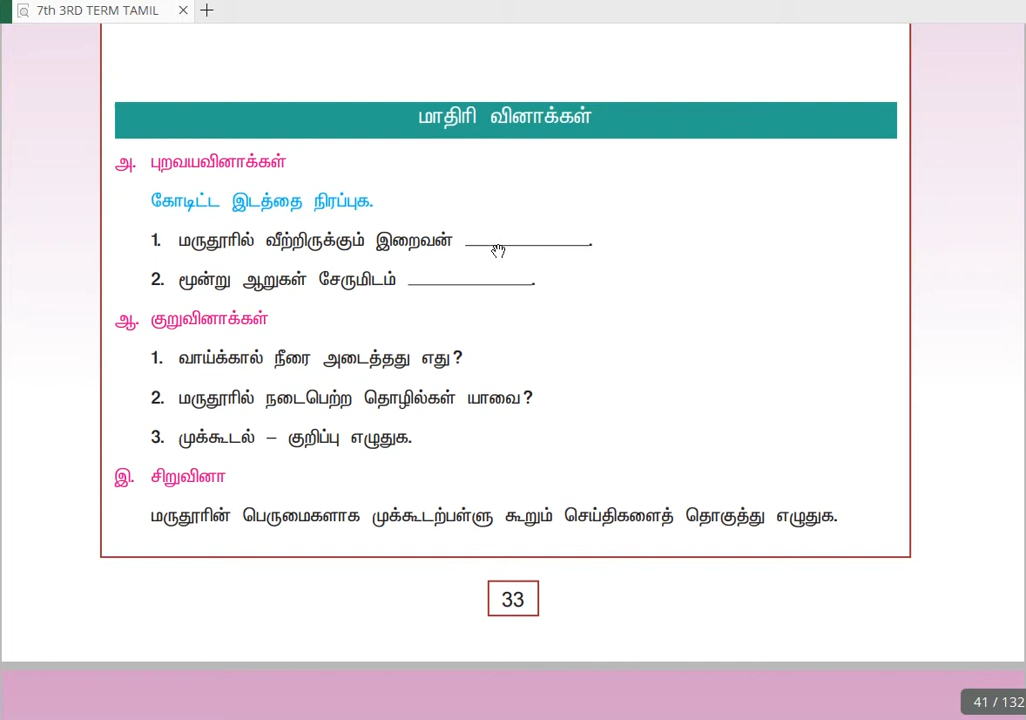 7th 3RD TERM TAMIL
மாதிரி வினாக்கள்
அ. புறவயவினாக்கள்
கோடிட்ட இடத்தை நிரப்புக.
1. மருதூரில் வீற்றிருக்கும் இறைவன் ____________.
2. மூன்று ஆறுகள் சேருமிடம் ____________.
ஆ. குறுவினாக்கள்
1. வாய்க்கால் நீரை அடைத்தது எது?
2. மருதூரில் நடைபெற்ற தொழில்கள் யாவை?
3. முக்கூடல் – குறிப்பு எழுதுக.
இ. சிறுவினா
மருதூரின் பெருமைகளாக முக்கூடற்பள்ளு கூறும் செய்திகளைத் தொகுத்து எழுதுக.
33
41 / 132